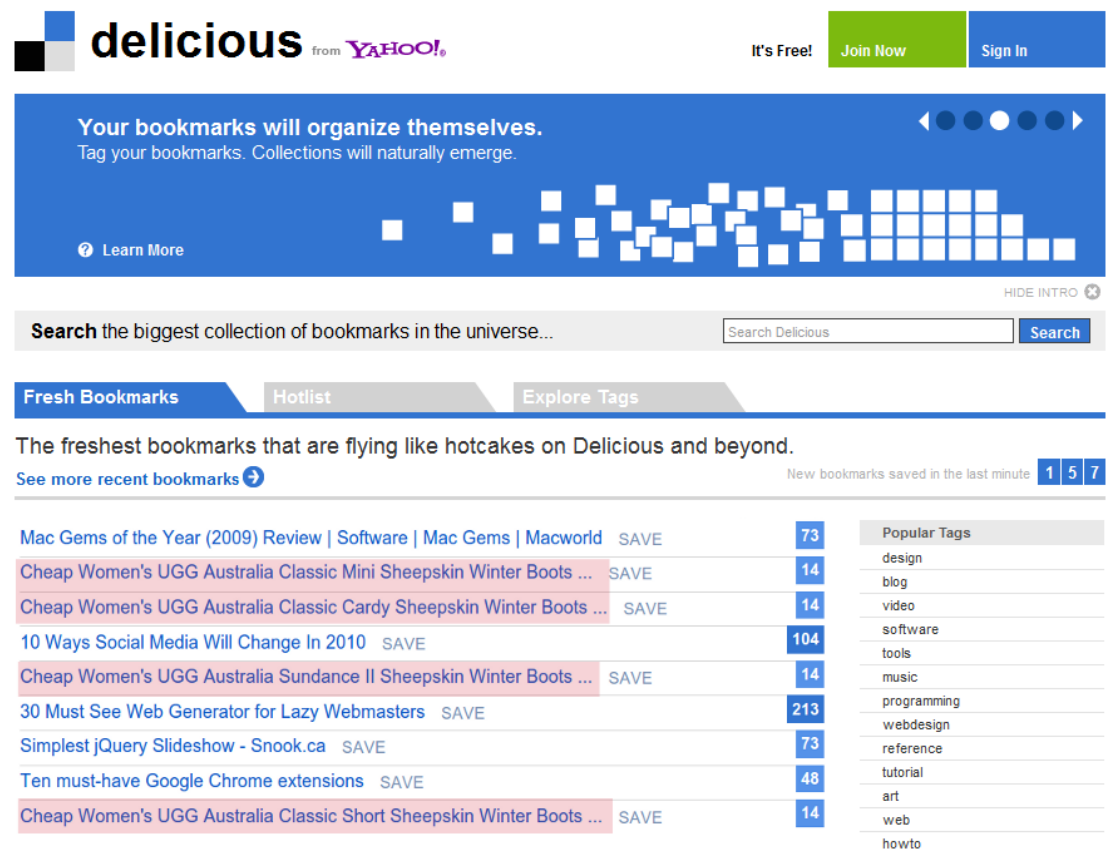 delicious from YAHOO!®
It's Free! Join Now Sign In
Your bookmarks will organize themselves.
Tag your bookmarks. Collections will naturally emerge.
? Learn More
HIDE INTRO
Search the biggest collection of bookmarks in the universe... Search Delicious Search
Fresh Bookmarks Hotlist Explore Tags
The freshest bookmarks that are flying like hotcakes on Delicious and beyond.
See more recent bookmarks
New bookmarks saved in the last minute 1 5 7
Mac Gems of the Year (2009) Review | Software | Mac Gems | Macworld SAVE 73
Cheap Women's UGG Australia Classic Mini Sheepskin Winter Boots ... SAVE 14
Cheap Women's UGG Australia Classic Cardy Sheepskin Winter Boots ... SAVE 14
10 Ways Social Media Will Change In 2010 SAVE 104
Cheap Women's UGG Australia Sundance II Sheepskin Winter Boots ... SAVE 14
30 Must See Web Generator for Lazy Webmasters SAVE 213
Simplest jQuery Slideshow - Snook.ca SAVE 73
Ten must-have Google Chrome extensions SAVE 48
Cheap Women's UGG Australia Classic Short Sheepskin Winter Boots ... SAVE 14
Popular Tags
design
blog
video
software
tools
music
programming
webdesign
reference
tutorial
art
web
howto